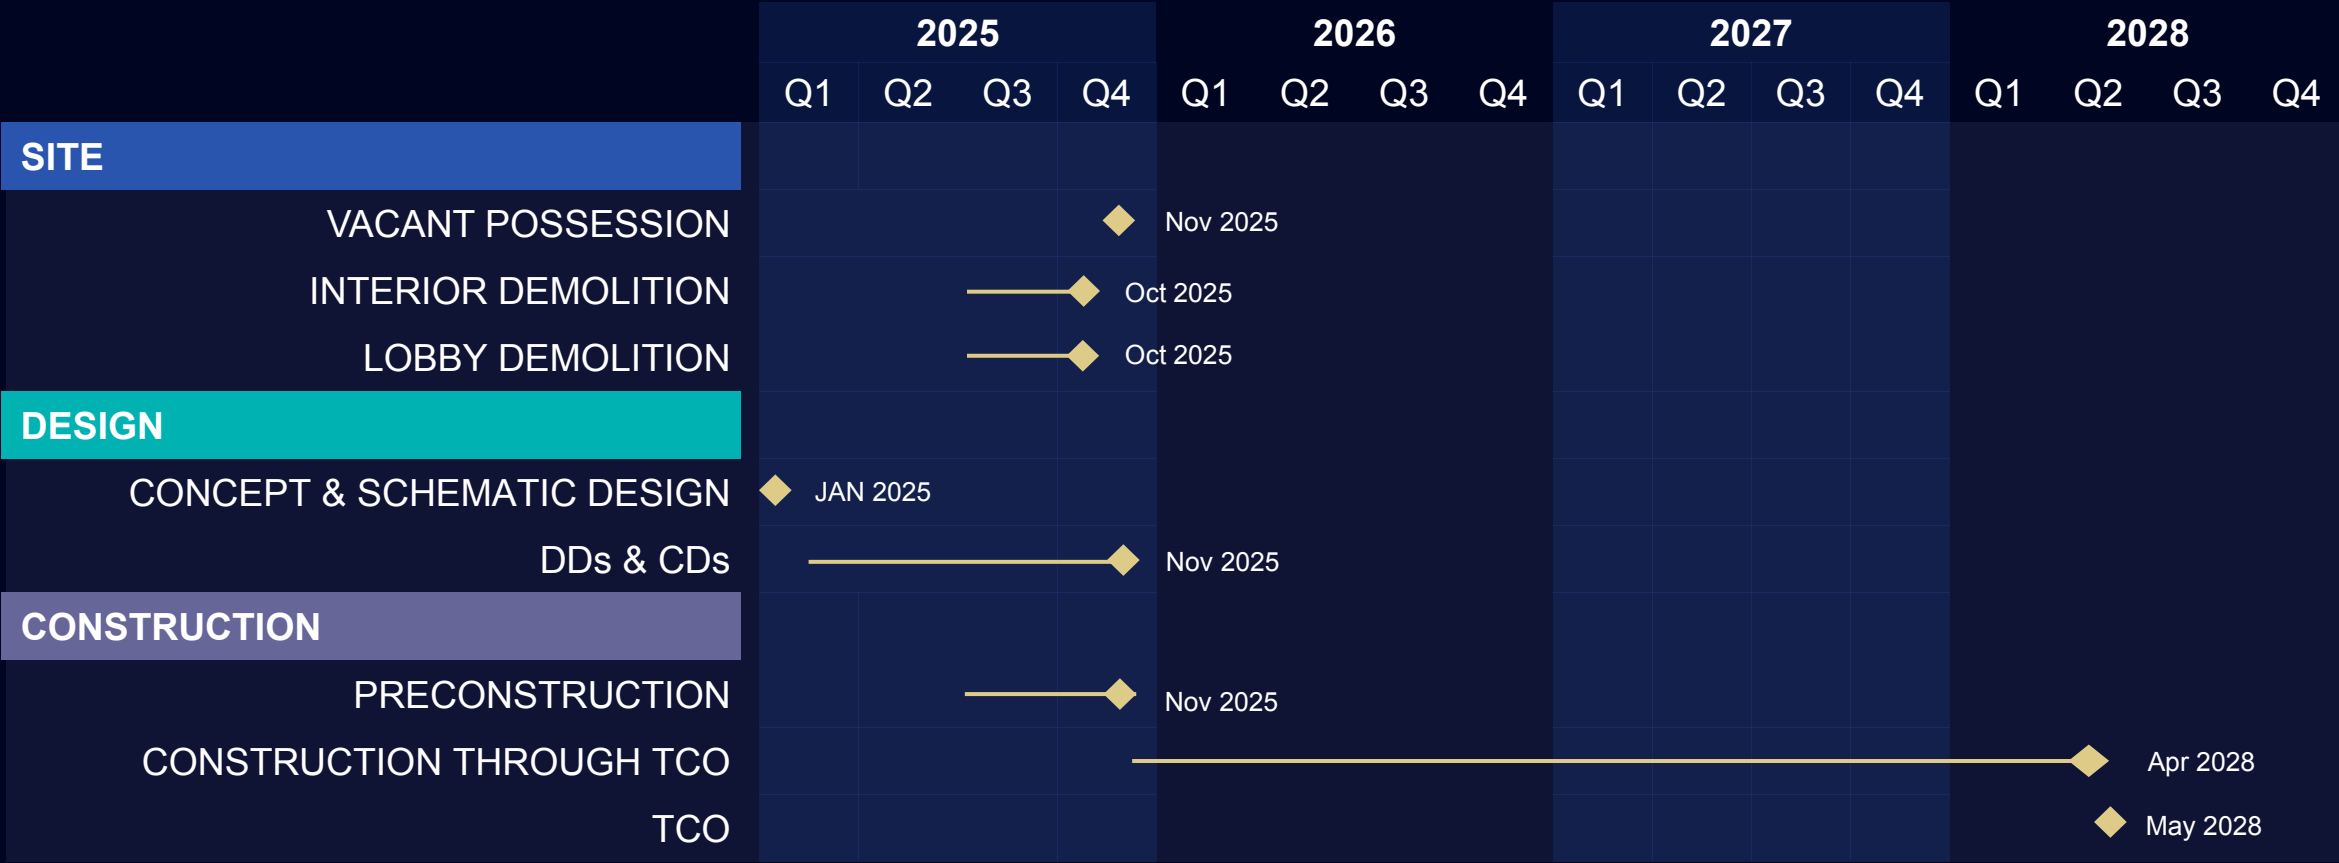 2025 2026 2027 2028
Q1 Q2 Q3 Q4 Q1 Q2 Q3 Q4 Q1 Q2 Q3 Q4 Q1 Q2 Q3 Q4
SITE
VACANT POSSESSION Nov 2025
INTERIOR DEMOLITION Oct 2025
LOBBY DEMOLITION Oct 2025
DESIGN
CONCEPT & SCHEMATIC DESIGN JAN 2025
DDs & CDs Nov 2025
CONSTRUCTION
PRECONSTRUCTION Nov 2025
CONSTRUCTION THROUGH TCO Apr 2028
TCO May 2028